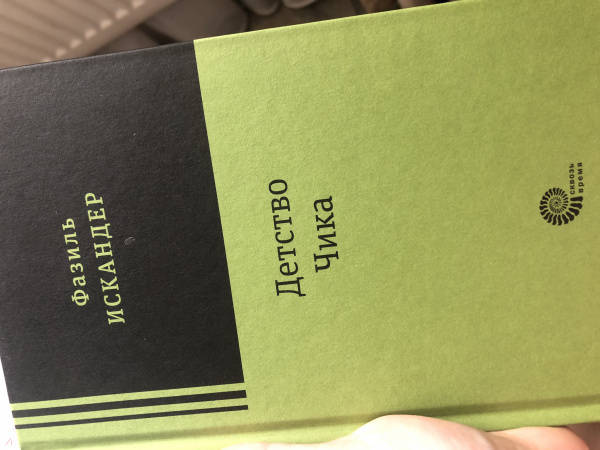 Фазиль
ИСКАНДЕР
Детство
Чика
сквозь
время